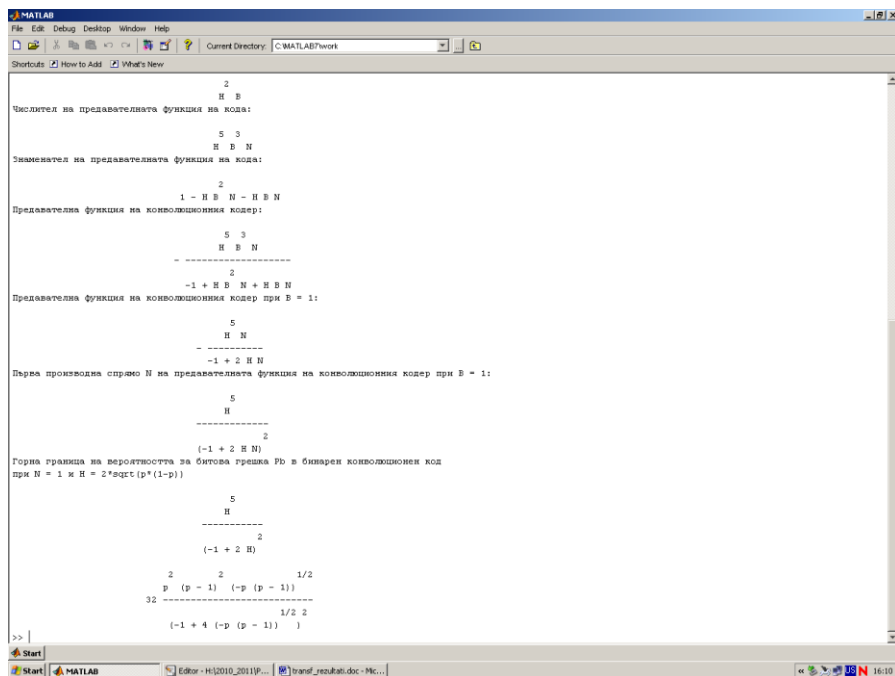 MATLAB
File Edit Debug Desktop Window Help
Current Directory: C:\MATLAB7\work
Shortcuts How to Add What's New
2
H B
Числител на предавателната функция на кода:
5 3
H B N
Знаменател на предавателната функция на кода:
2
1 - H B N - H B N
Предавателна функция на конволюционния кодер:
5 3
H B N
- -------------------
2
-1 + H B N + H B N
Предавателна функция на конволюционния кодер при B = 1:
5
H N
- ----------
-1 + 2 H N
Първа производна спрямо N на предавателната функция на конволюционния кодер при B = 1:
5
H
-------------
2
(-1 + 2 H N)
Горна граница на вероятността за битова грешка Pb в бинарен конволюционен код
при N = 1 и H = 2*sqrt(p*(1-p))
5
H
-----------
2
(-1 + 2 H)
2 2 1/2
p (p - 1) (-p (p - 1))
32 ---------------------------
1/2 2
(-1 + 4 (-p (p - 1)) )
>>
Start
Start MATLAB Editor - H:\2010_2011\P... transf_rezultati.doc - Mic... « US N 16:10